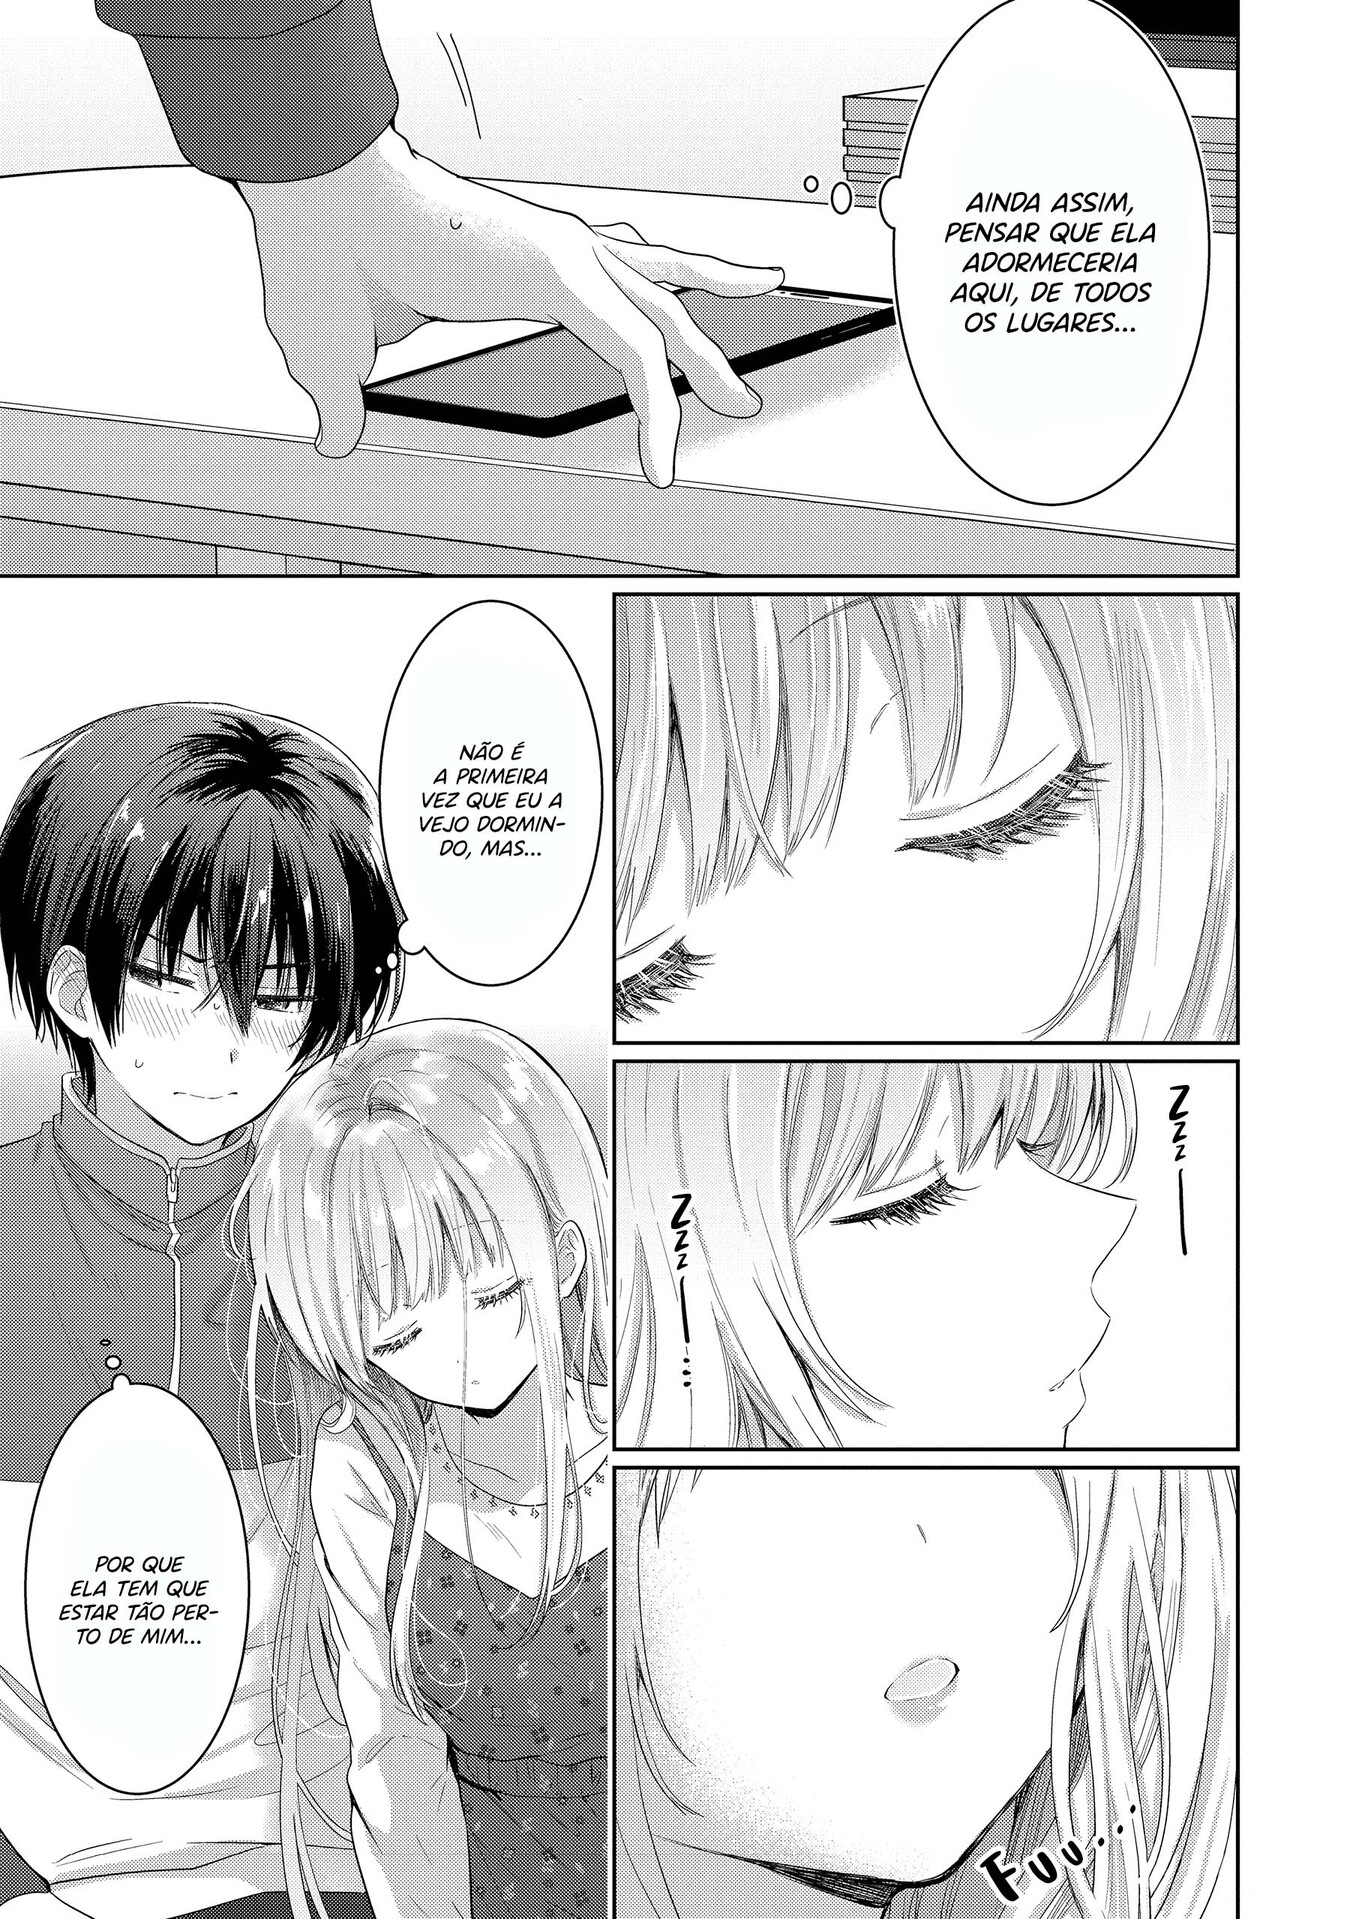 AINDA ASSIM,
PENSAR QUE ELA
ADORMECERIA
AQUI, DE TODOS
OS LUGARES...
NÃO É
A PRIMEIRA
VEZ QUE EU A
VEJO DORMIN-
DO, MAS...
ZZZ
ZZZ
POR QUE
ELA TEM QUE
ESTAR TÃO PER-
TO DE MIM...
FUU...